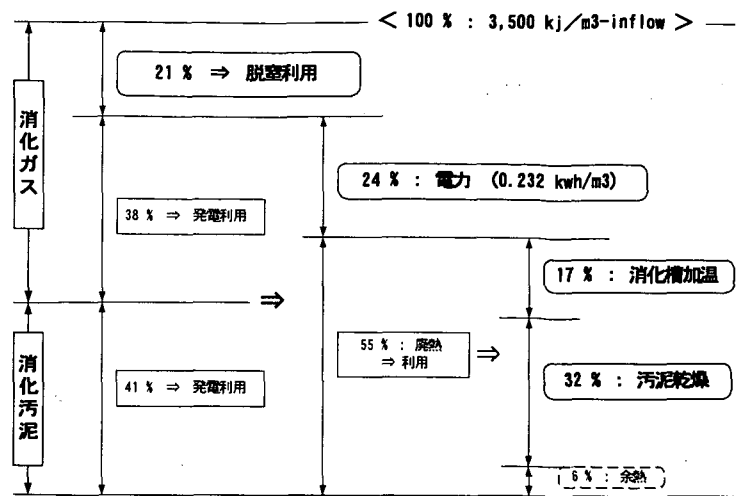 < 100 % : 3,500 kj/m3-inflow >
21 % ⇒ 脱窒利用
消化ガス
24 % : 電力 (0.232 kwh/m3)
38 % ⇒ 発電利用
17 % : 消化槽加温
⇒
55 % : 廃熱
⇒ 利用
⇒
消化汚泥
41 % ⇒ 発電利用
32 % : 汚泥乾燥
6 % : 余熱